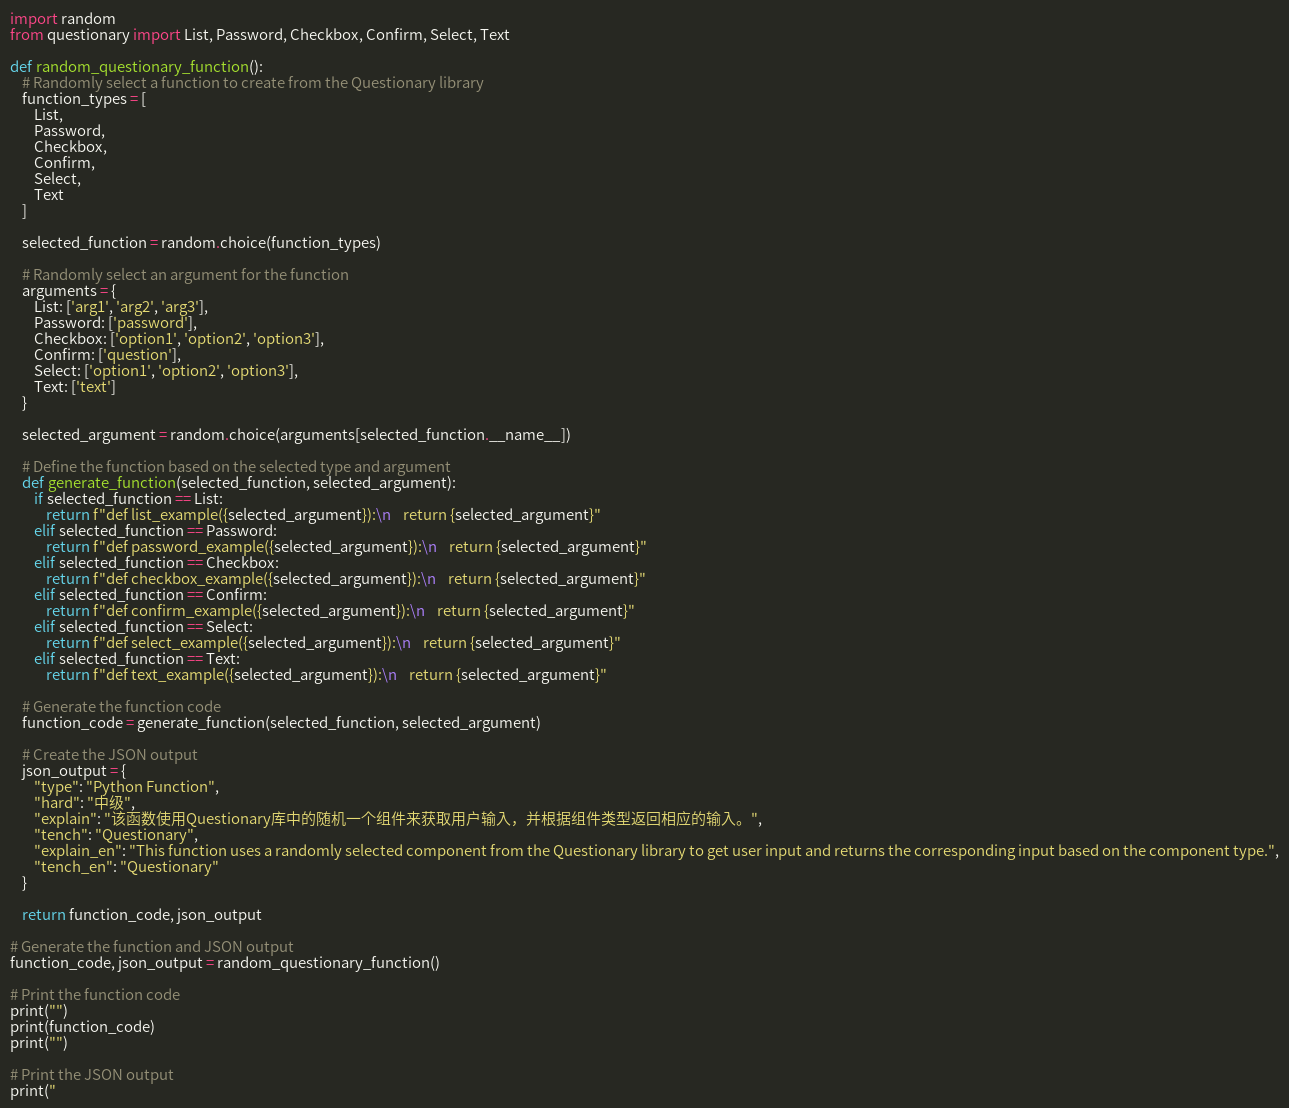 import random
from questionary import List, Password, Checkbox, Confirm, Select, Text

def random_questionary_function():
    # Randomly select a function to create from the Questionary library
    function_types = [
        List,
        Password,
        Checkbox,
        Confirm,
        Select,
        Text
    ]

    selected_function = random.choice(function_types)

    # Randomly select an argument for the function
    arguments = {
        List: ['arg1', 'arg2', 'arg3'],
        Password: ['password'],
        Checkbox: ['option1', 'option2', 'option3'],
        Confirm: ['question'],
        Select: ['option1', 'option2', 'option3'],
        Text: ['text']
    }

    selected_argument = random.choice(arguments[selected_function.__name__])

    # Define the function based on the selected type and argument
    def generate_function(selected_function, selected_argument):
        if selected_function == List:
            return f"def list_example({selected_argument}):\n    return {selected_argument}"
        elif selected_function == Password:
            return f"def password_example({selected_argument}):\n    return {selected_argument}"
        elif selected_function == Checkbox:
            return f"def checkbox_example({selected_argument}):\n    return {selected_argument}"
        elif selected_function == Confirm:
            return f"def confirm_example({selected_argument}):\n    return {selected_argument}"
        elif selected_function == Select:
            return f"def select_example({selected_argument}):\n    return {selected_argument}"
        elif selected_function == Text:
            return f"def text_example({selected_argument}):\n    return {selected_argument}"

    # Generate the function code
    function_code = generate_function(selected_function, selected_argument)

    # Create the JSON output
    json_output = {
        "type": "Python Function",
        "hard": "中级",
        "explain": "该函数使用Questionary库中的随机一个组件来获取用户输入，并根据组件类型返回相应的输入。",
        "tench": "Questionary",
        "explain_en": "This function uses a randomly selected component from the Questionary library to get user input and returns the corresponding input based on the component type.",
        "tench_en": "Questionary"
    }

    return function_code, json_output

# Generate the function and JSON output
function_code, json_output = random_questionary_function()

# Print the function code
print("")
print(function_code)
print("")

# Print the JSON output
print("